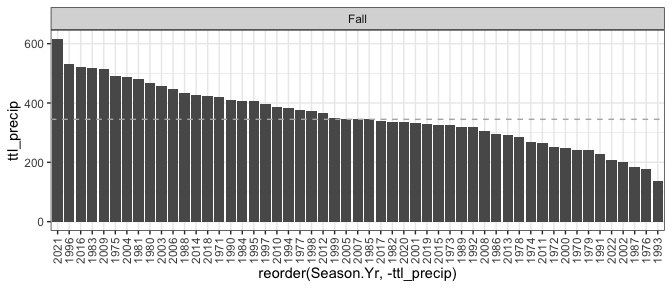 Fall
600
400
200
0
ttl_precip
2021 1996 2016 1983 2009 1975 2004 1981 1980 2003 2006 1988 2014 2018 1971 1990 1984 1995 1997 2010 1994 1977 1998 2012 1999 2005 2007 1985 2017 1982 2020 2001 2019 2015 1973 1989 1992 2008 1986 2013 1978 1974 2011 1972 2000 1970 1979 1991 2022 2002 1987 1976 1993
reorder(Season.Yr, -ttl_precip)